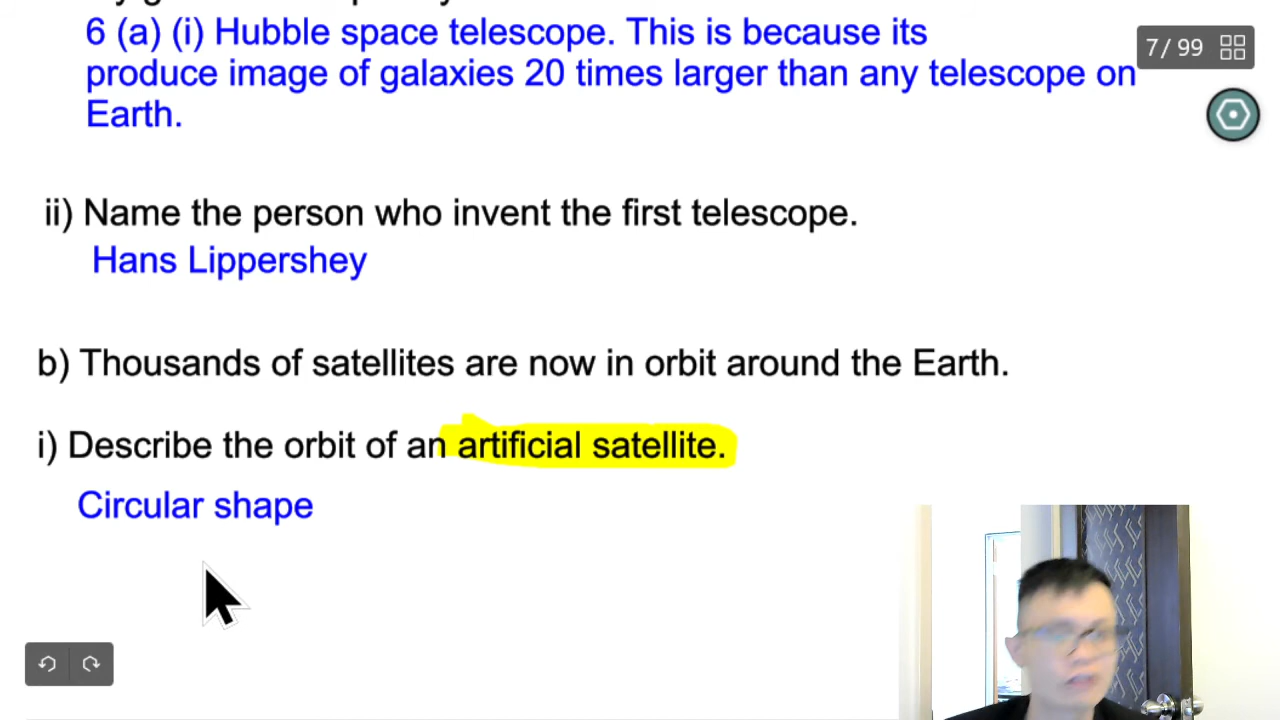 6 (a) (i) Hubble space telescope. This is because its
produce image of galaxies 20 times larger than any telescope on
Earth.
7/ 99
ii) Name the person who invent the first telescope.
Hans Lippershey
b) Thousands of satellites are now in orbit around the Earth.
i) Describe the orbit of an artificial satellite.
Circular shape